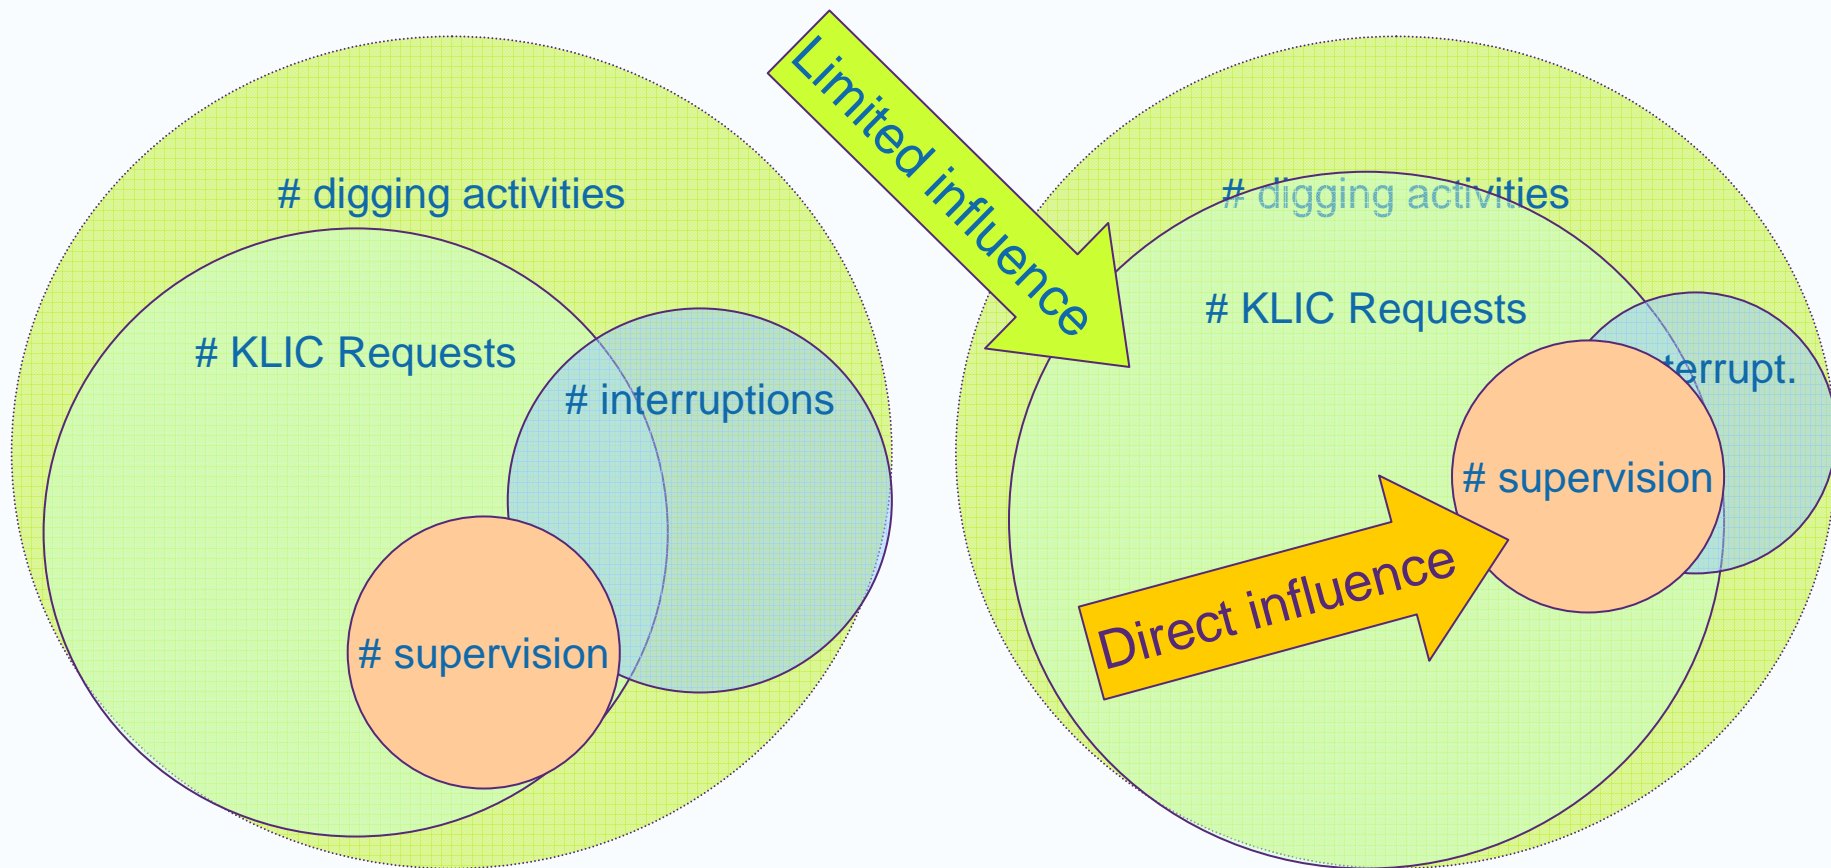 # digging activities
# KLIC Requests
# interruptions
# supervision
Limited influence
# digging activities
# KLIC Requests
terrupt.
# supervision
Direct influence